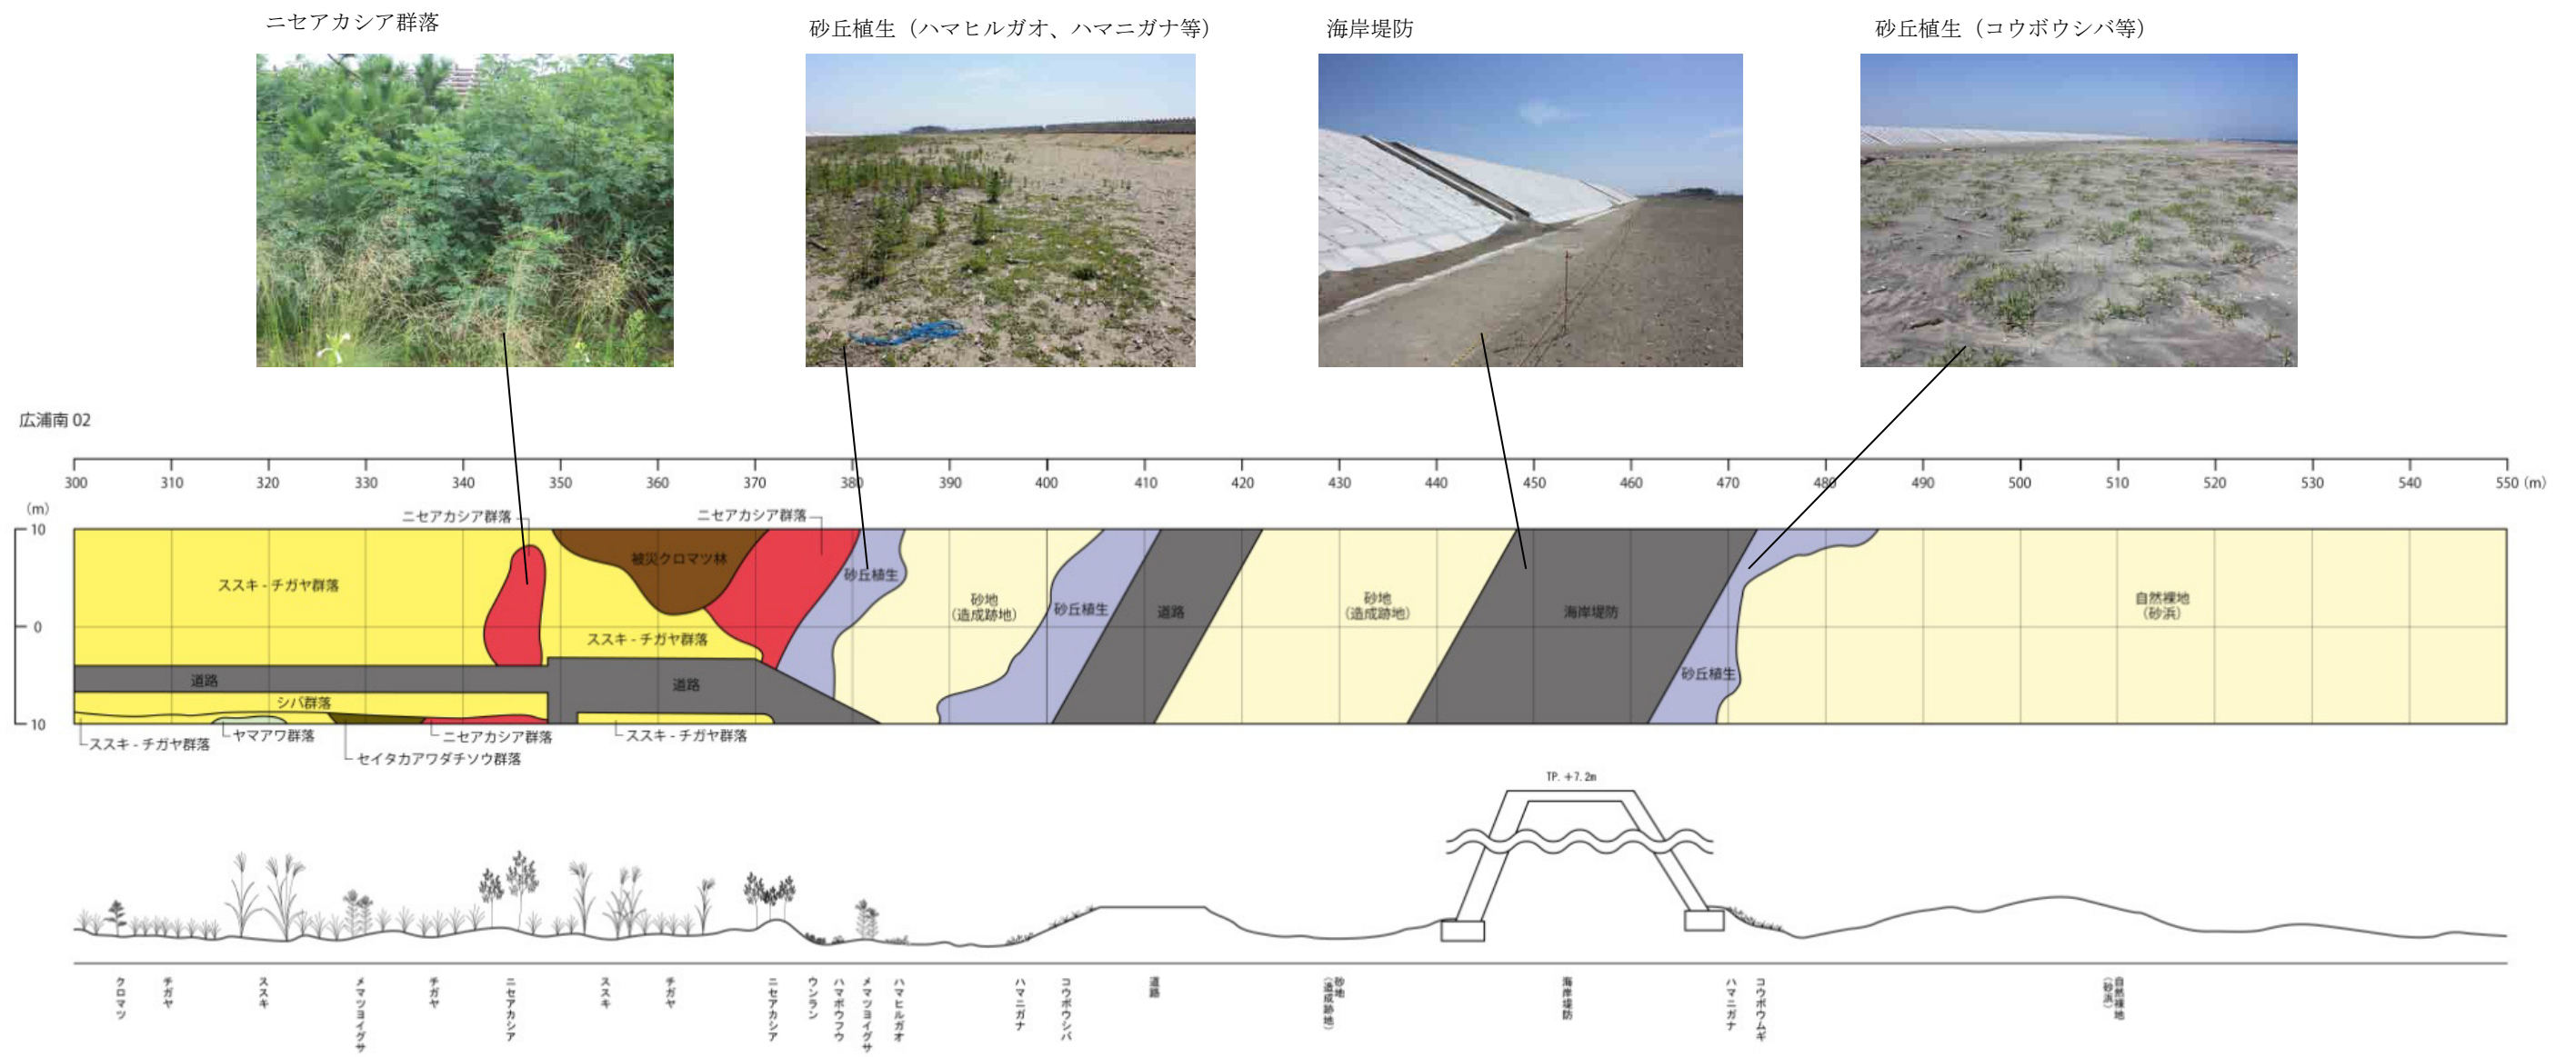 ニセアカシア群落
砂丘植生（ハマヒルガオ、ハマニガナ等）
海岸堤防
砂丘植生（コウボウシバ等）
広浦南 02
300 310 320 330 340 350 360 370 380 390 400 410 420 430 440 450 460 470 480 490 500 510 520 530 540 550 (m)
(m)
10
0
10
ニセアカシア群落
ニセアカシア群落
ススキ - チガヤ群落
被災クロマツ林
砂丘植生
砂地
（造成跡地）
砂丘植生
道路
砂地
（造成跡地）
海岸堤防
自然裸地
（砂浜）
ススキ - チガヤ群落
砂丘植生
道路
道路
シバ群落
ススキ - チガヤ群落
ヤマアワ群落
セイタカアワダチソウ群落
ニセアカシア群落
ススキ - チガヤ群落
TP. +7.2m
クロマツ
チガヤ
ススキ
メマツヨイグサ
チガヤ
ニセアカシア
ススキ
チガヤ
ニセアカシア
ウンラン
ハマボウフウ
メマツヨイグサ
ハマヒルガオ
ハマニガナ
コウボウシバ
道路
砂地
（造成跡地）
海岸堤防
ハマニガナ
コウボウムギ
自然裸地
（砂浜）